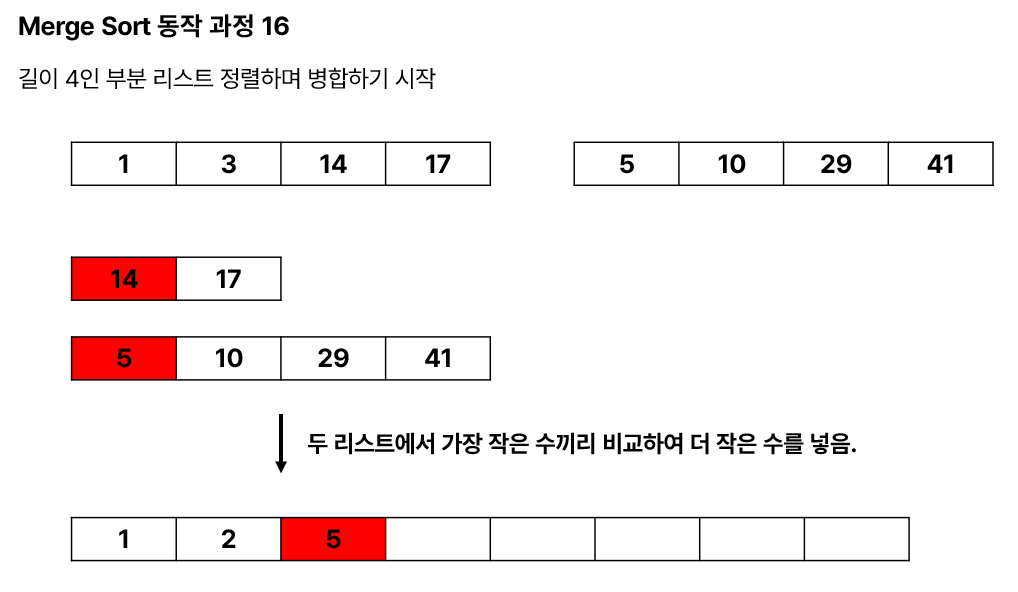 Merge Sort 동작 과정 16
길이 4인 부분 리스트 정렬하며 병합하기 시작
1 3 14 17 5 10 29 41
14 17
5 10 29 41
두 리스트에서 가장 작은 수끼리 비교하여 더 작은 수를 넣음.
1 2 5